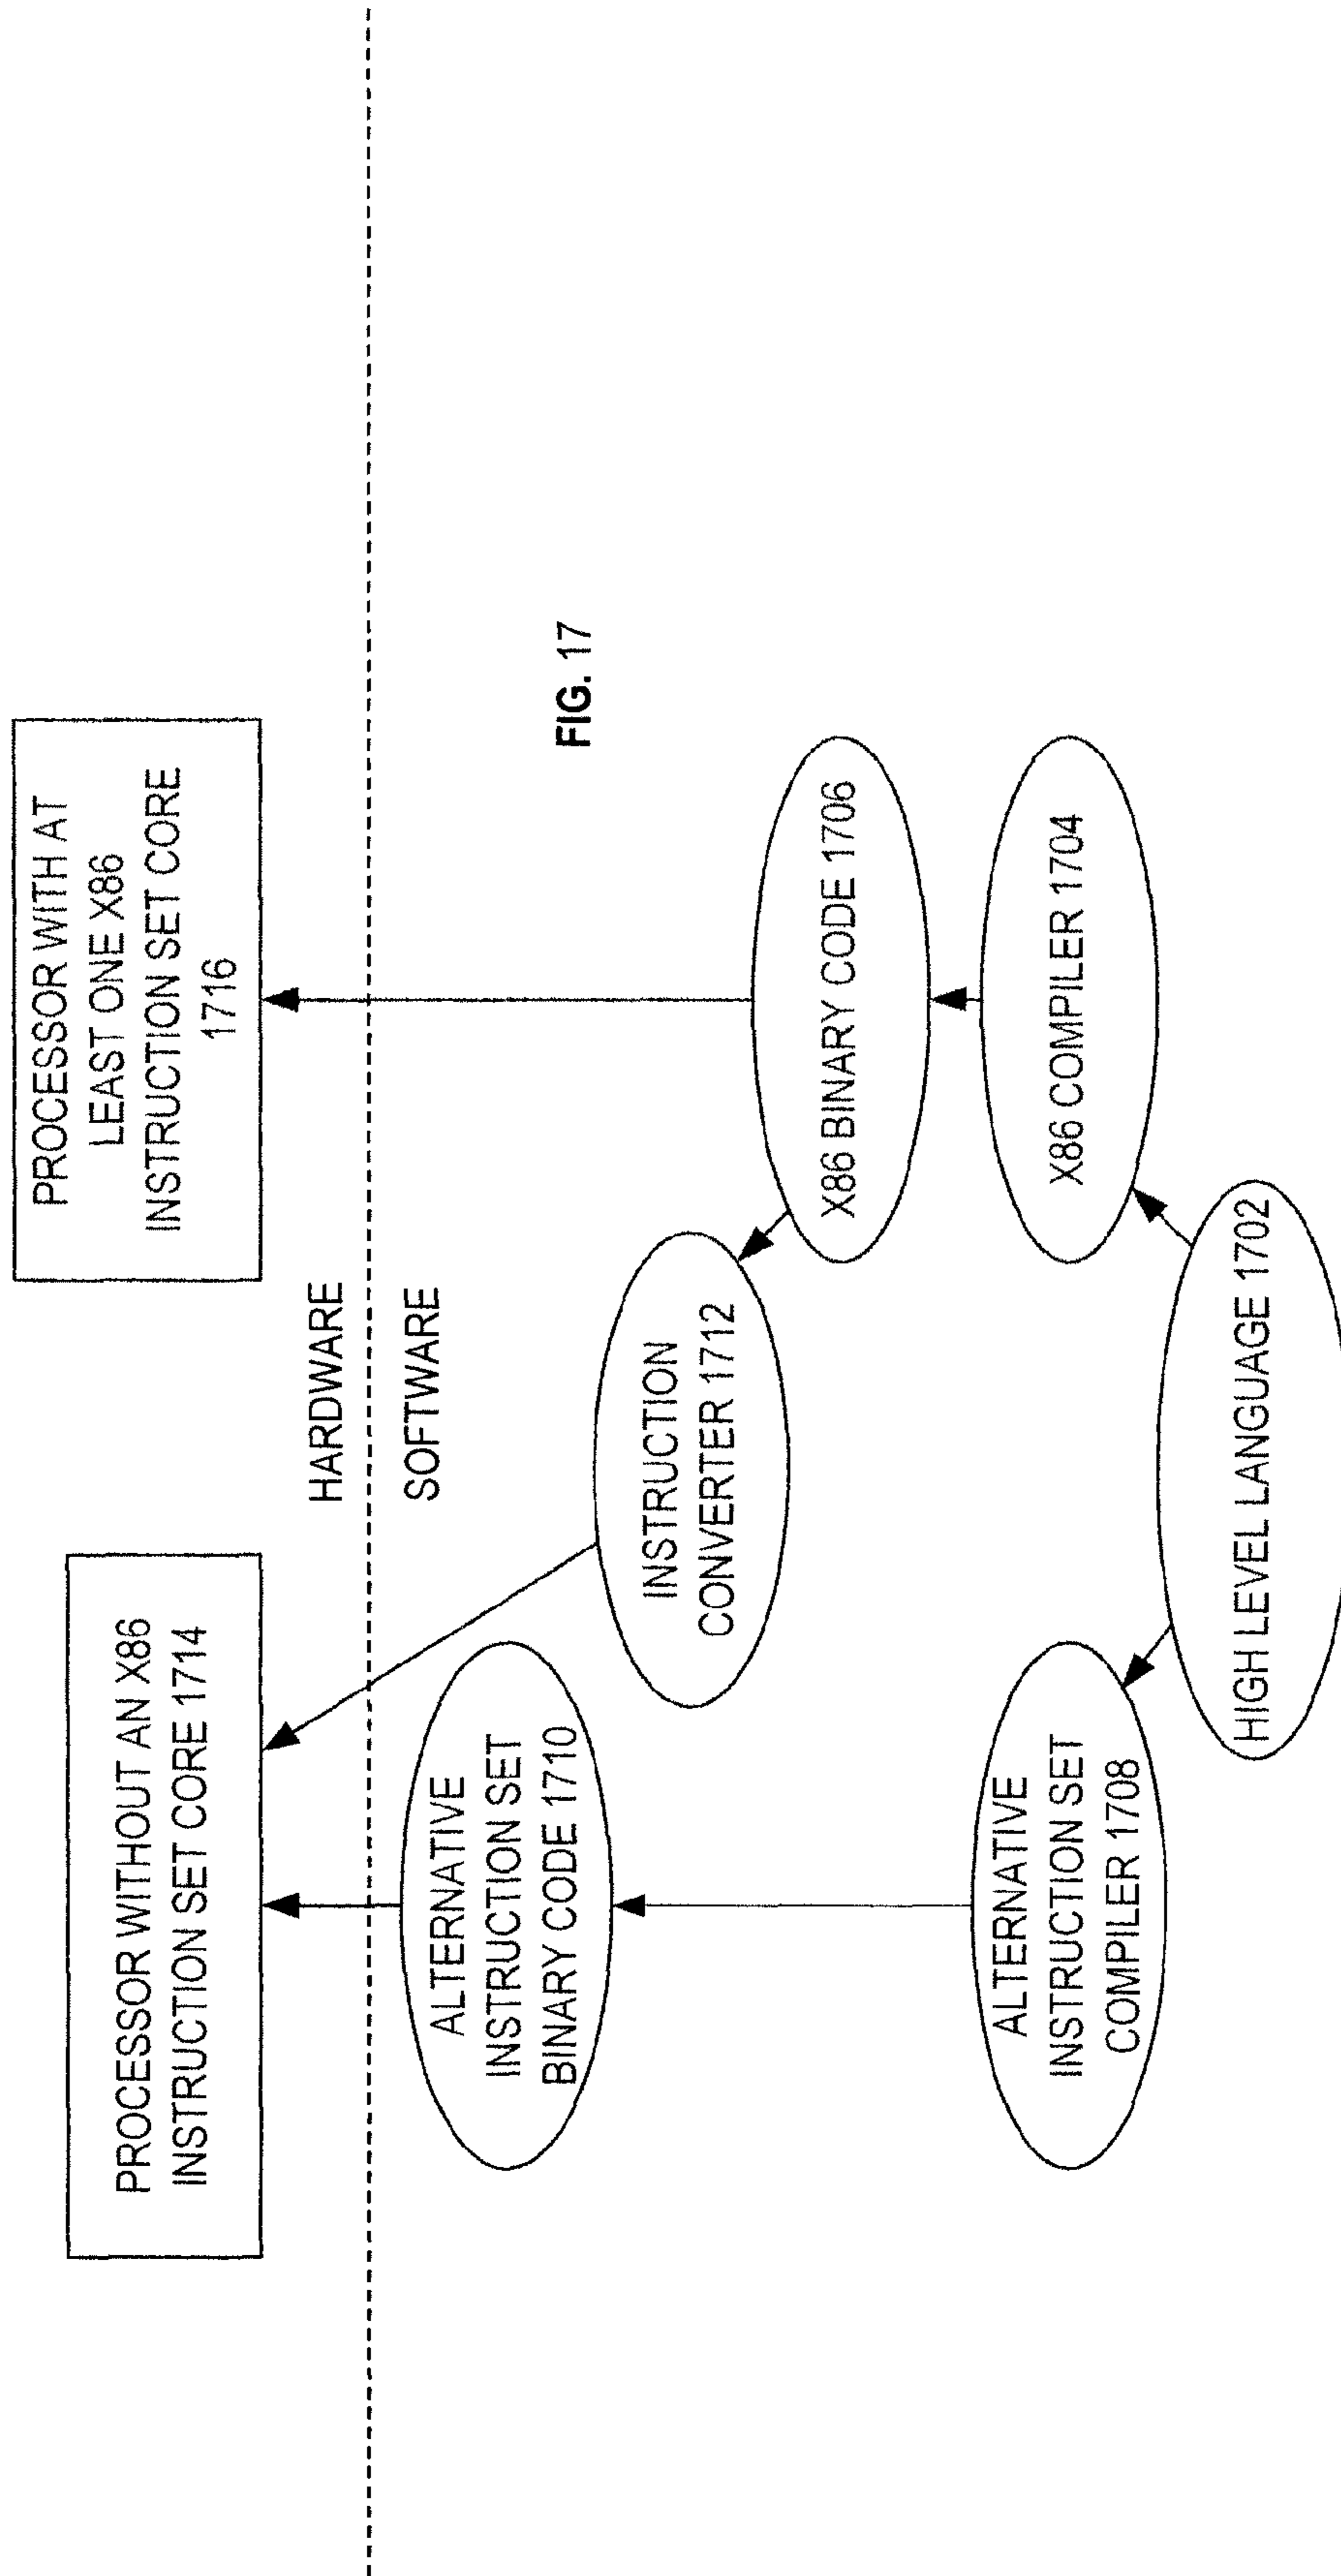 PROCESSOR WITHOUT AN X86
INSTRUCTION SET CORE 1714
PROCESSOR WITH AT
LEAST ONE X86
INSTRUCTION SET CORE
1716
HARDWARE
SOFTWARE
ALTERNATIVE
INSTRUCTION SET
BINARY CODE 1710
INSTRUCTION
CONVERTER 1712
FIG. 17
X86 BINARY CODE 1706
ALTERNATIVE
INSTRUCTION SET
COMPILER 1708
X86 COMPILER 1704
HIGH LEVEL LANGUAGE 1702